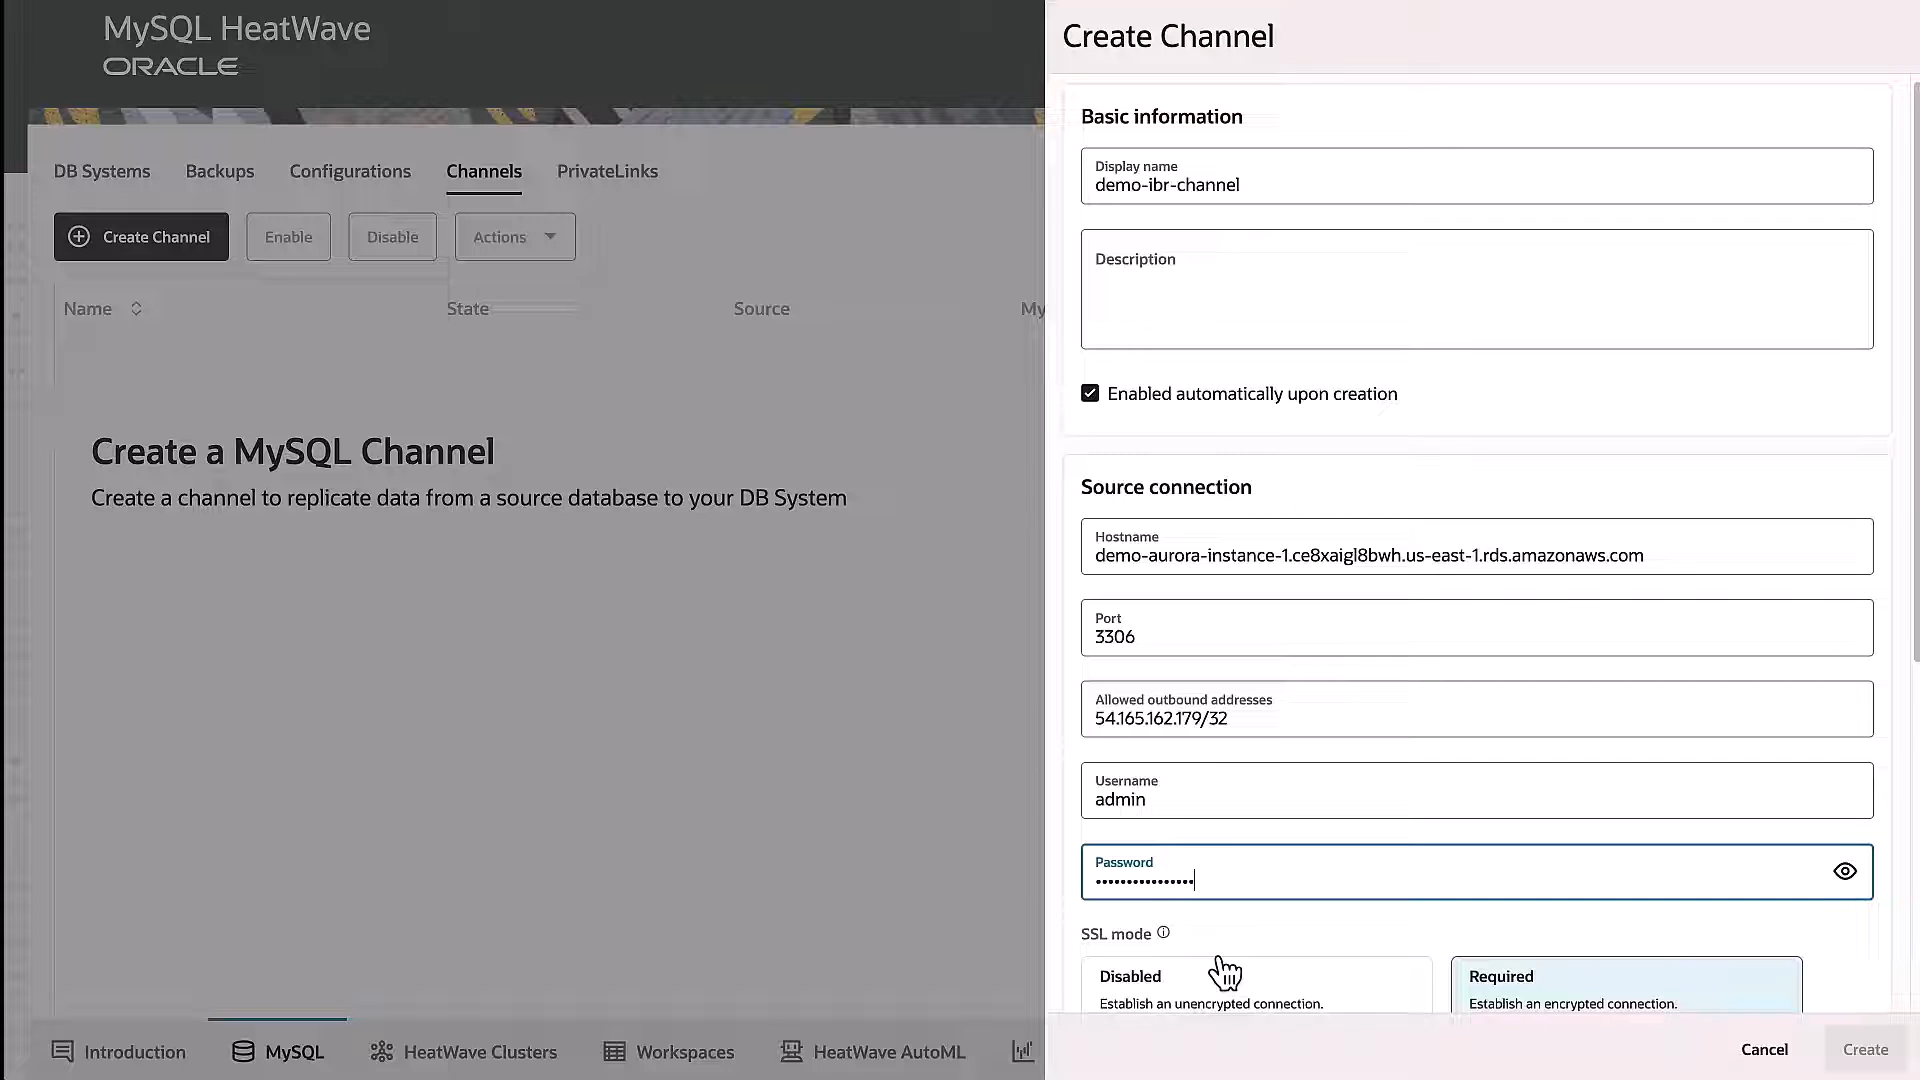 MySQL HeatWave
ORACLE
DB Systems
Backups
Configurations
Channels
PrivateLinks
Create Channel
Enable
Disable
Actions
Name
State
Source
My
Create a MySQL Channel
Create a channel to replicate data from a source database to your DB System
Introduction
MySQL
HeatWave Clusters
Workspaces
HeatWave AutoML
Create Channel
Basic information
Display name
demo-ibr-channel
Description
Enabled automatically upon creation
Source connection
Hostname
demo-aurora-instance-1.ce8xaigl8bwh.us-east-1.rds.amazonaws.com
Port
3306
Allowed outbound addresses
54.165.162.179/32
Username
admin
Password
••••••••••••••••
SSL mode
Disabled
Establish an unencrypted connection.
Required
Establish an encrypted connection.
Cancel
Create